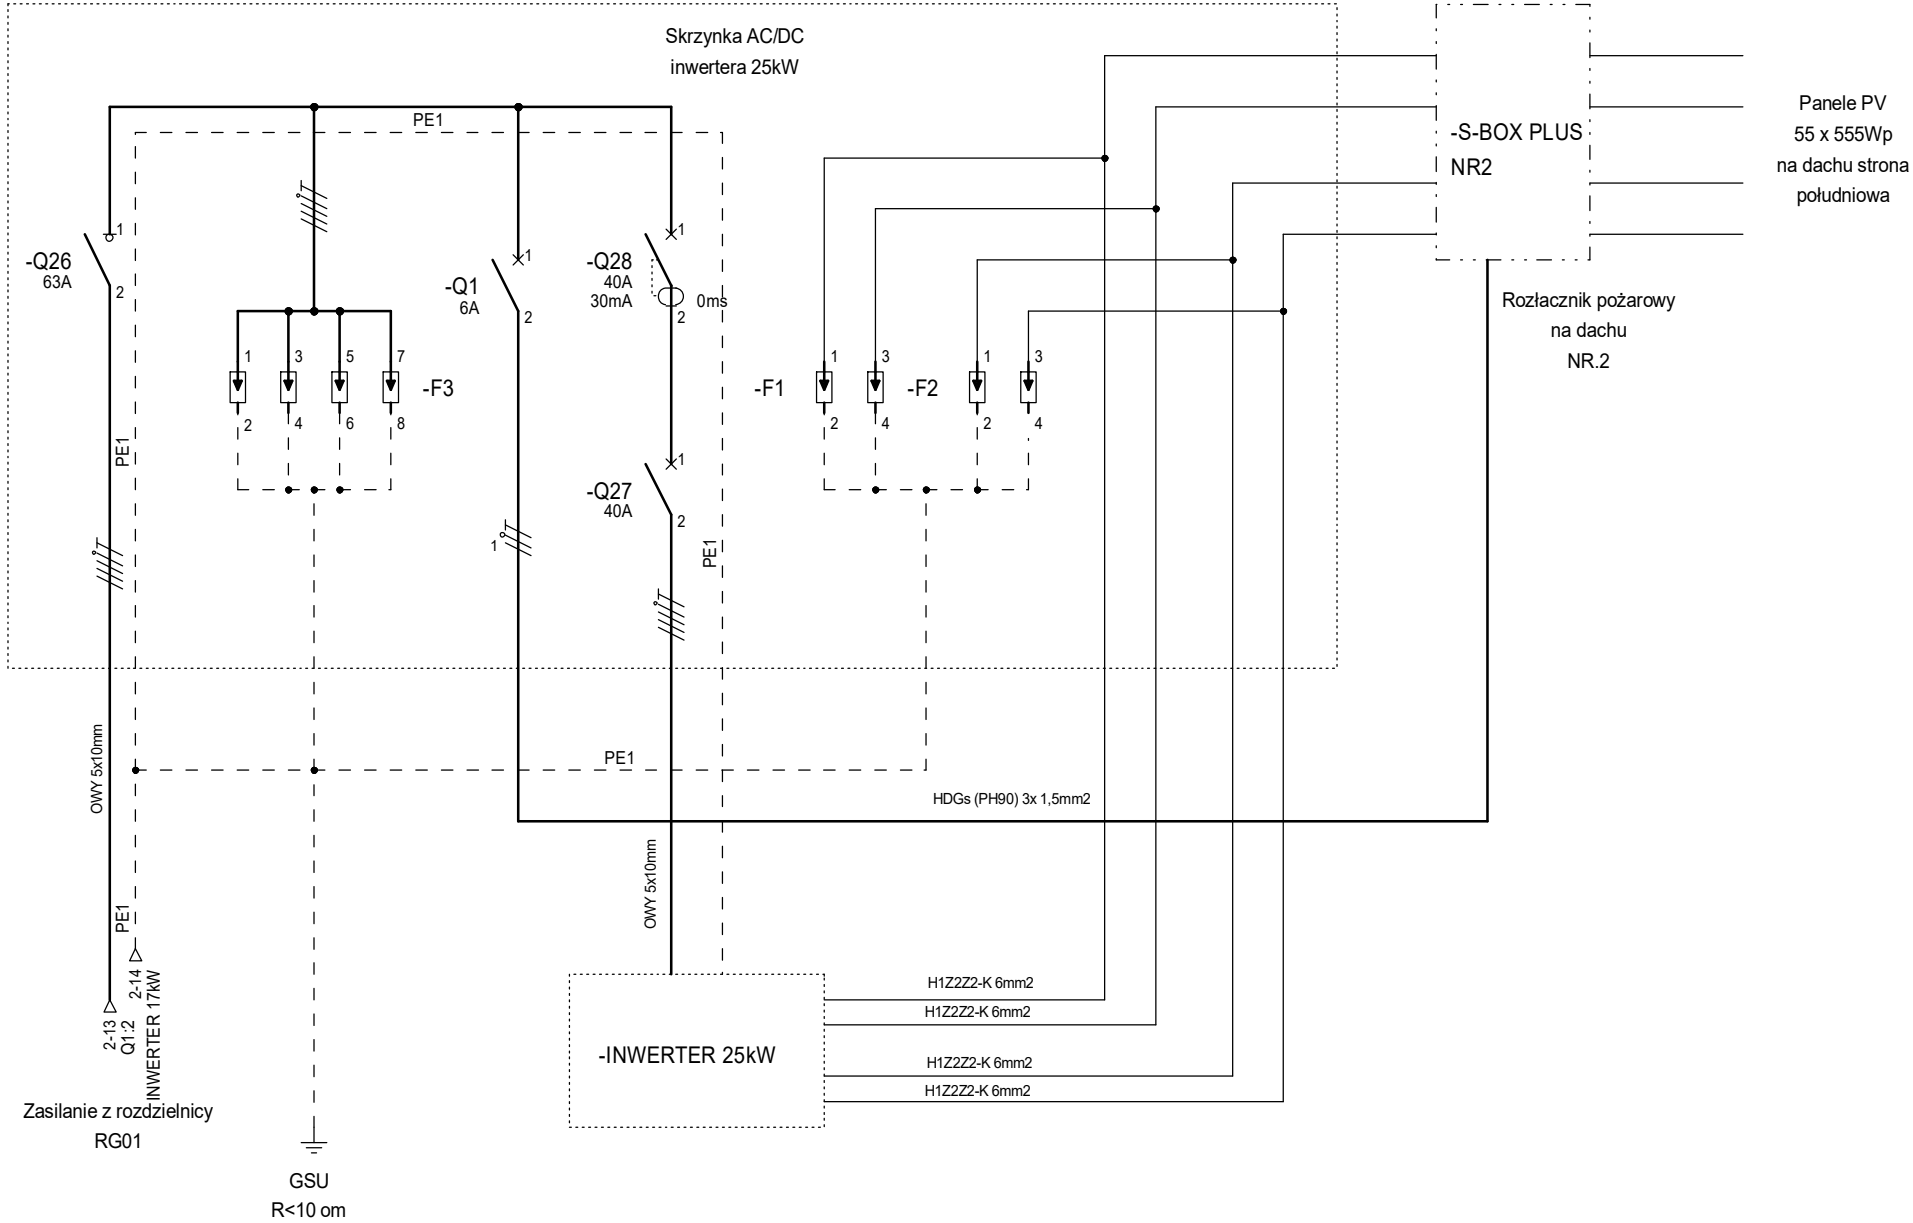 Skrzynka AC/DC
inwertera 25kW
PE1
-S-BOX PLUS
NR2
Panele PV
55 x 555Wp
na dachu strona
południowa
-Q26
63A
1
2
-Q1
6A
1
2
-Q28
40A
30mA
1
2
0ms
Rozłacznik pożarowy
na dachu
NR.2
1
3
5
7
-F3
2
4
6
8
-F1
1
3
2
4
-F2
1
3
2
4
PE1
-Q27
40A
1
2
1
PE1
OWY 5x10mm
PE1
HDGs (PH90) 3x 1,5mm2
OWY 5x10mm
PE1
2-13
Q1:2
2-14
INWERTER 17kW
-INWERTER 25kW
H1Z2Z2-K 6mm2
H1Z2Z2-K 6mm2
H1Z2Z2-K 6mm2
H1Z2Z2-K 6mm2
Zasilanie z rozdzielnicy
RG01
GSU
R<10 om